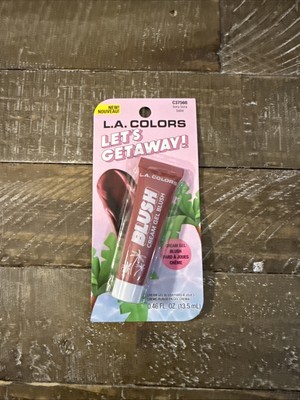 NEW!
NOUVEAU!
L.A. COLORS
LET'S
GETAWAY!
L.A. COLORS
BLUSH
CREAM GEL BLUSH
CREAM GEL
BLUSH
FARD À JOUES
CRÈME
0.46 FL. OZ. (13.5 mL)